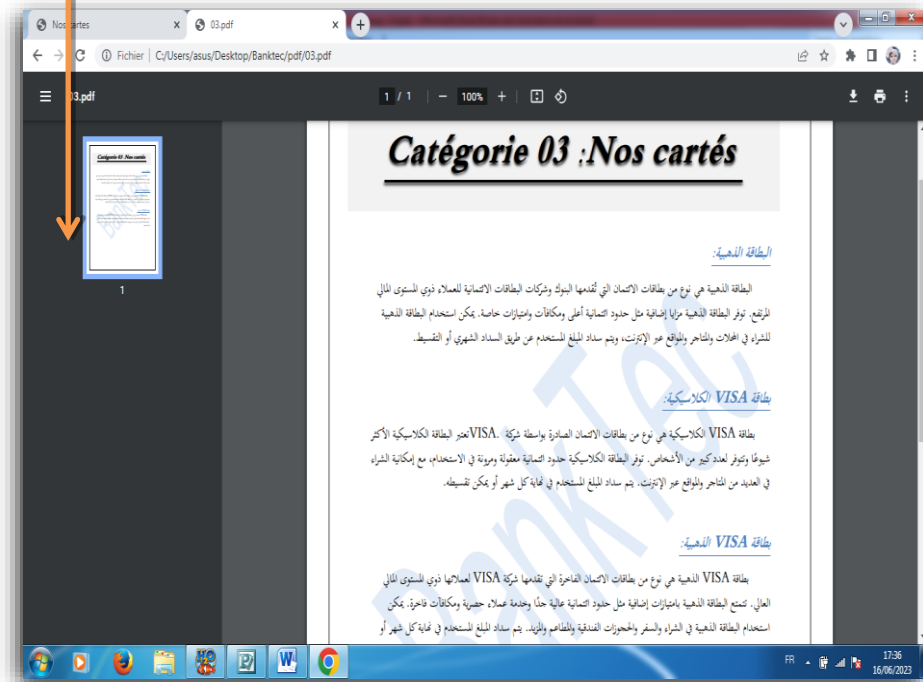 Nos cartes
03.pdf
Fichier | C:/Users/asus/Desktop/Banktec/pdf/03.pdf
03.pdf
1 / 1
100%
Catégorie 03 :Nos cartés
1
Catégorie 03 :Nos cartés
البطاقة الذهبية:
البطاقة الذهبية هي نوع من بطاقات الائتمان التي تُقدمها البنوك وشركات البطاقات الائتمانية للعملاء ذوي المستوى المالي
المرتفع. توفر البطاقة الذهبية مزايا إضافية مثل حدود ائتمانية أعلى ومكافآت وامتيازات خاصة. يمكن استخدام البطاقة الذهبية
للشراء في المحلات والمتاجر والمواقع عبر الإنترنت، ويتم سداد المبلغ المستخدم عن طريق السداد الشهري أو التقسيط.
بطاقة VISA الكلاسيكية:
بطاقة VISA الكلاسيكية هي نوع من بطاقات الائتمان الصادرة بواسطة شركة .VISAتعتبر البطاقة الكلاسيكية الأكثر
شيوعًا وتتوفر لعدد كبير من الأشخاص. توفر البطاقة الكلاسيكية حدود ائتمانية معقولة ومرونة في الاستخدام، مع إمكانية الشراء
في العديد من المتاجر والمواقع عبر الإنترنت. يتم سداد المبلغ المستخدم في نهاية كل شهر أو يمكن تقسيطه.
بطاقة VISA الذهبية:
بطاقة VISA الذهبية هي نوع من بطاقات الائتمان الفاخرة التي تقدمها شركة VISA لعملائها ذوي المستوى المالي
العالي. تتمتع البطاقة الذهبية بامتيازات إضافية مثل حدود ائتمانية عالية جدًا وخدمة عملاء حصرية ومكافآت فاخرة. يمكن
استخدام البطاقة الذهبية في الشراء والسفر والحجوزات الفندقية والمطاعم والمزيد. يتم سداد المبلغ المستخدم في نهاية كل شهر أو
BankTec
FR
17:36
16/06/2023